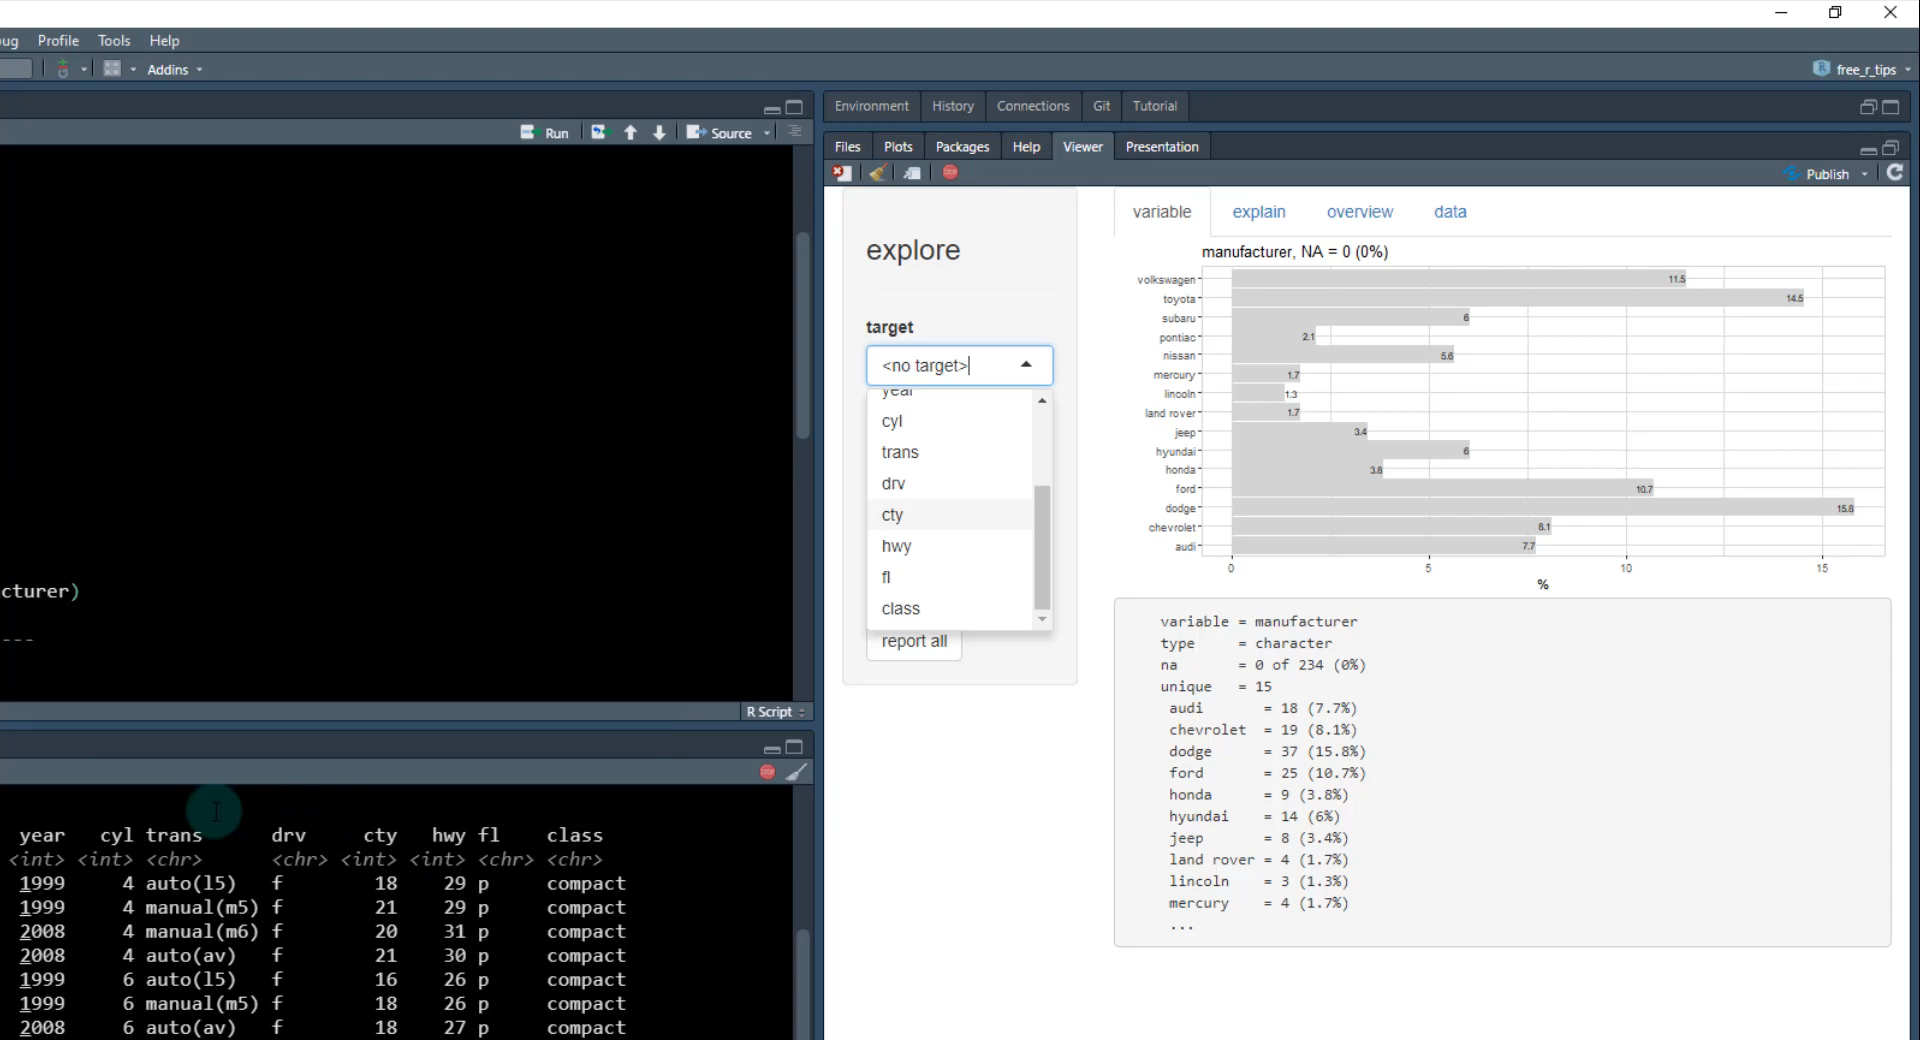 ug Profile Tools Help
Addins
free_r_tips
Run Source
cturer)
---
R Script
year cyl trans drv cty hwy fl class
<int> <int> <chr> <chr> <int> <int> <chr> <chr>
1999 4 auto(l5) f 18 29 p compact
1999 4 manual(m5) f 21 29 p compact
2008 4 manual(m6) f 20 31 p compact
2008 4 auto(av) f 21 30 p compact
1999 6 auto(l5) f 16 26 p compact
1999 6 manual(m5) f 18 26 p compact
2008 6 auto(av) f 18 27 p compact
Environment History Connections Git Tutorial
Files Plots Packages Help Viewer Presentation
Publish
explore
target
<no target>
year
cyl
trans
drv
cty
hwy
fl
class
report all
variable explain overview data
manufacturer, NA = 0 (0%)
volkswagen 11.5
toyota 14.5
subaru 6
pontiac 2.1
nissan 5.6
mercury 1.7
lincoln 1.3
land rover 1.7
jeep 3.4
hyundai 6
honda 3.8
ford 10.7
dodge 15.8
chevrolet 8.1
audi 7.7
0 5 10 15
%
variable = manufacturer
type = character
na = 0 of 234 (0%)
unique = 15
audi = 18 (7.7%)
chevrolet = 19 (8.1%)
dodge = 37 (15.8%)
ford = 25 (10.7%)
honda = 9 (3.8%)
hyundai = 14 (6%)
jeep = 8 (3.4%)
land rover = 4 (1.7%)
lincoln = 3 (1.3%)
mercury = 4 (1.7%)
...